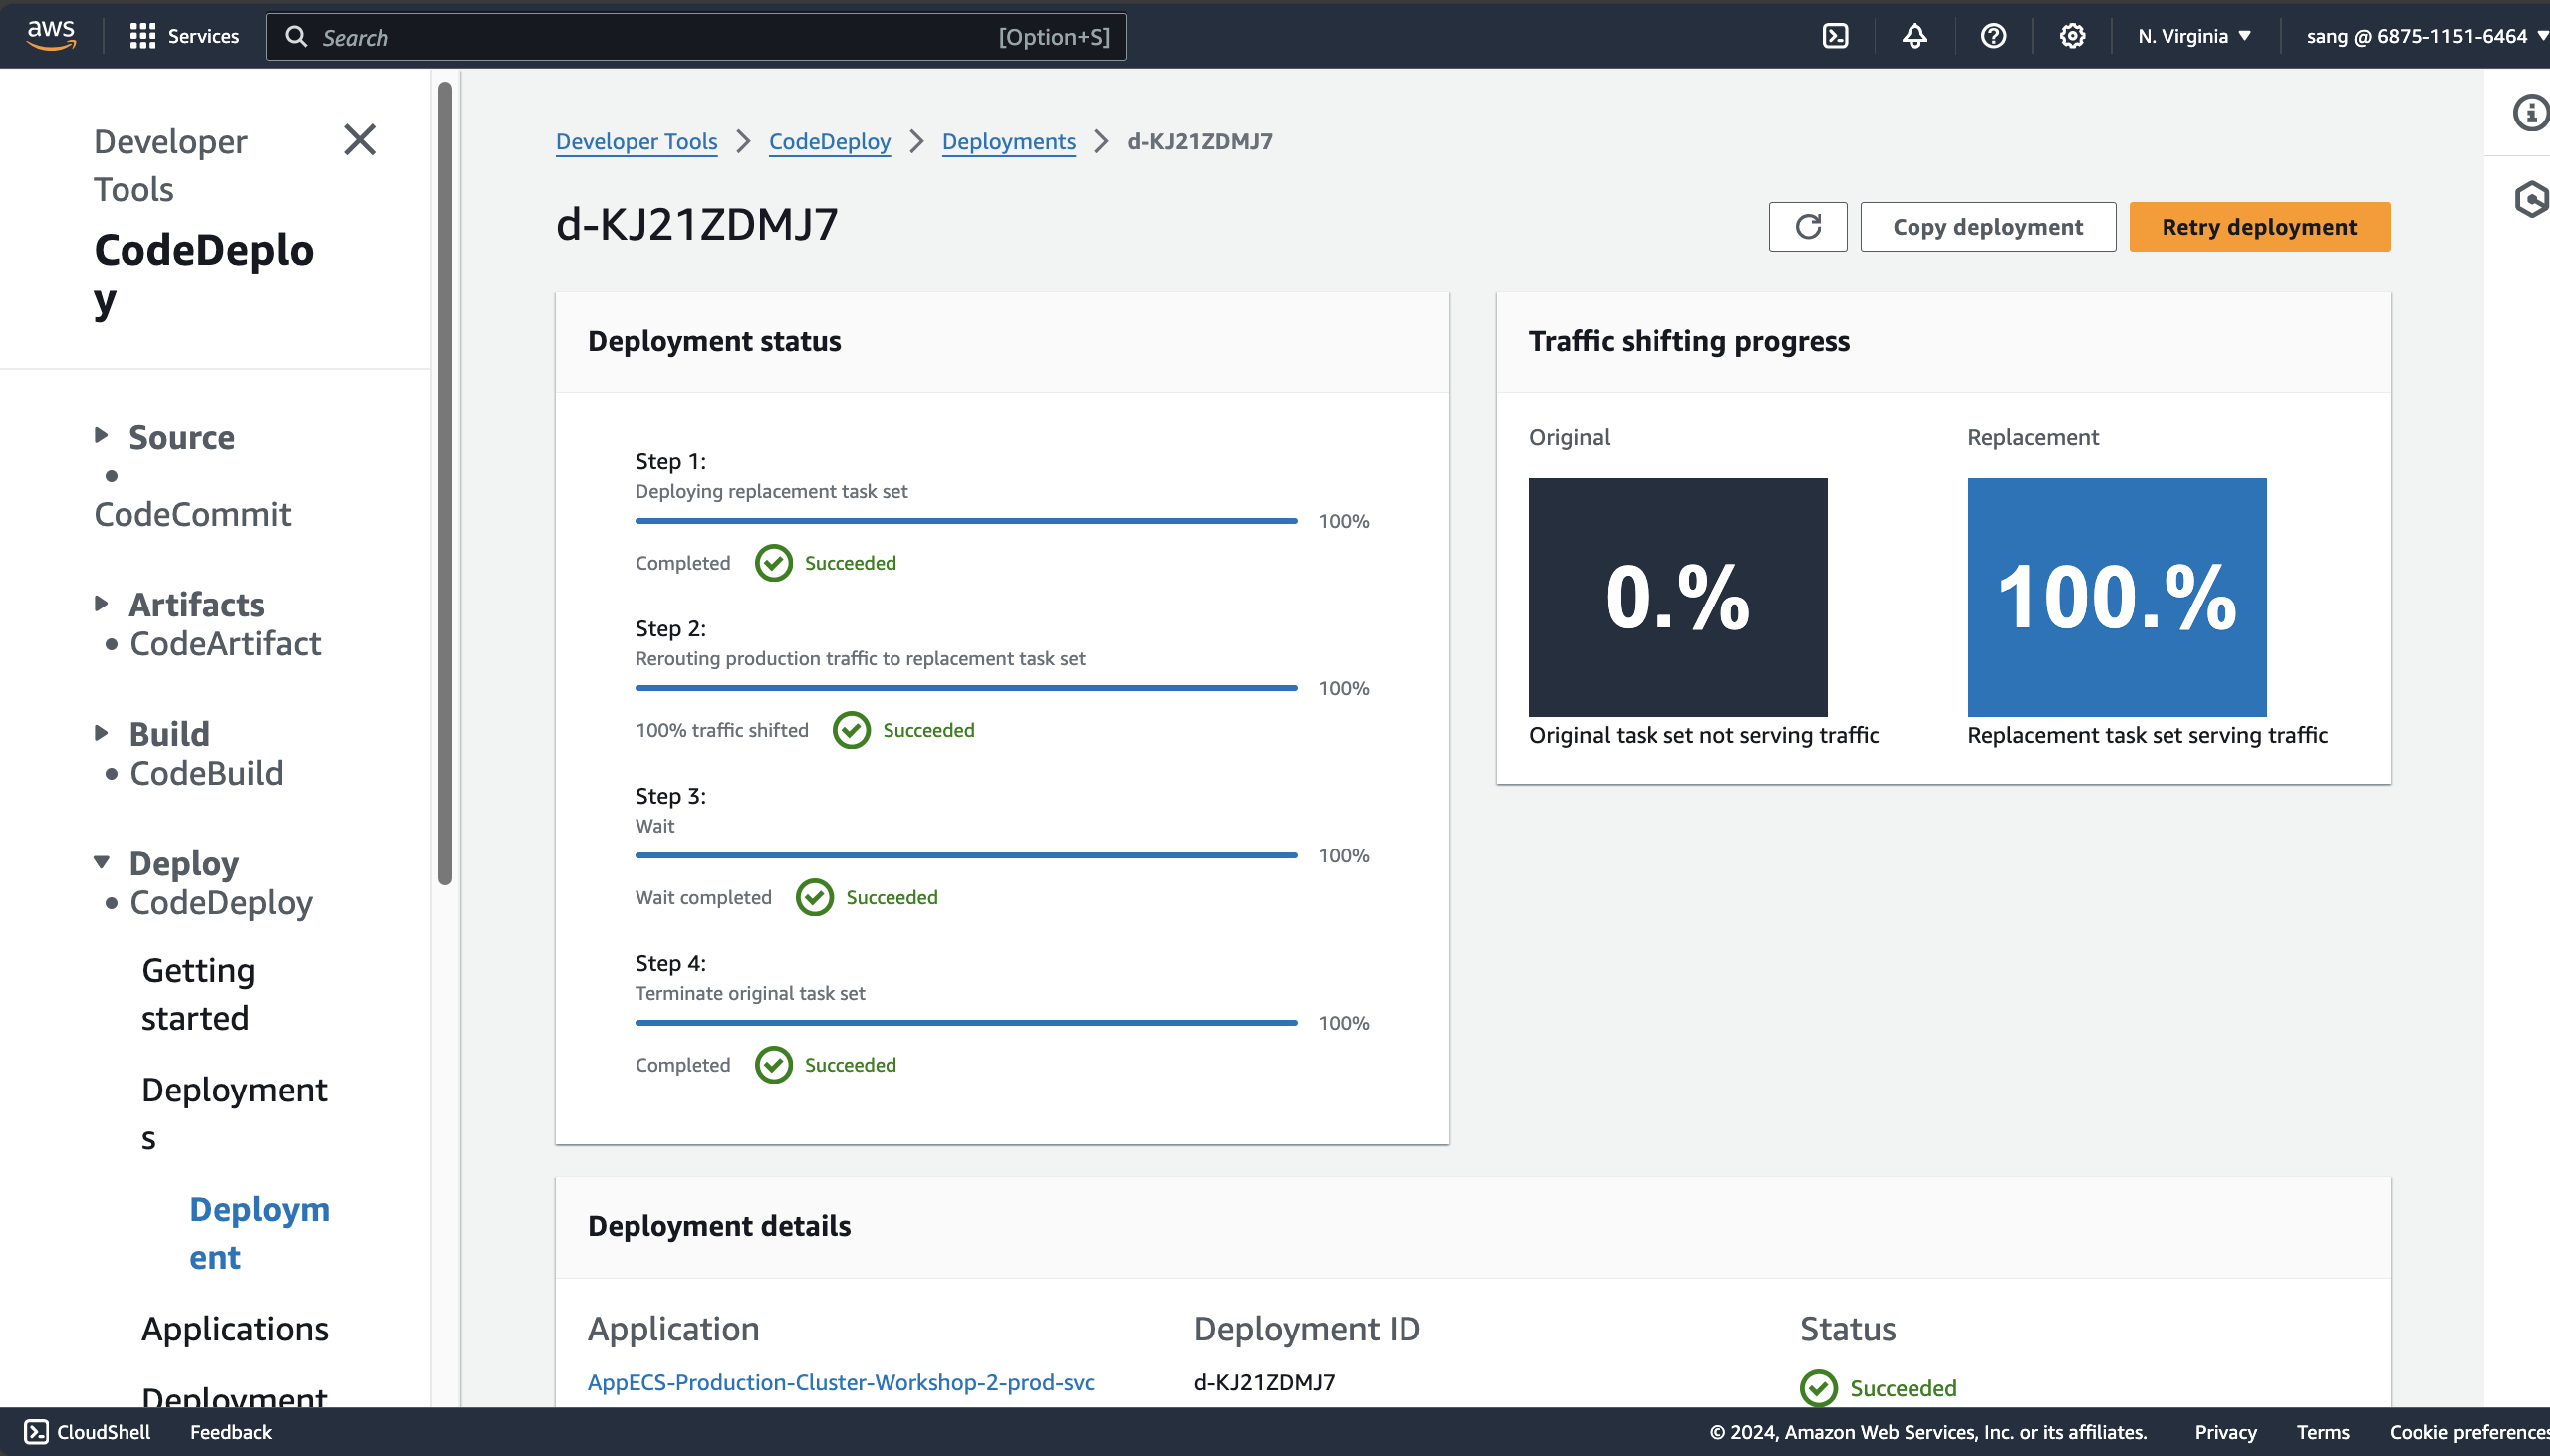 aws
Services
Search
[Option+S]
N. Virginia
sang @ 6875-1151-6464
Developer
Tools
CodeDeplo
y
Source
CodeCommit
Artifacts
CodeArtifact
Build
CodeBuild
Deploy
CodeDeploy
Getting
started
Deployment
s
Deploym
ent
Applications
Deployment
Developer Tools
CodeDeploy
Deployments
d-KJ21ZDMJ7
d-KJ21ZDMJ7
Copy deployment
Retry deployment
Deployment status
Step 1:
Deploying replacement task set
100%
Completed
Succeeded
Step 2:
Rerouting production traffic to replacement task set
100%
100% traffic shifted
Succeeded
Step 3:
Wait
100%
Wait completed
Succeeded
Step 4:
Terminate original task set
100%
Completed
Succeeded
Traffic shifting progress
Original
Replacement
0.%
100.%
Original task set not serving traffic
Replacement task set serving traffic
Deployment details
Application
Deployment ID
Status
AppECS-Production-Cluster-Workshop-2-prod-svc
d-KJ21ZDMJ7
Succeeded
CloudShell
Feedback
© 2024, Amazon Web Services, Inc. or its affiliates.
Privacy
Terms
Cookie preferences